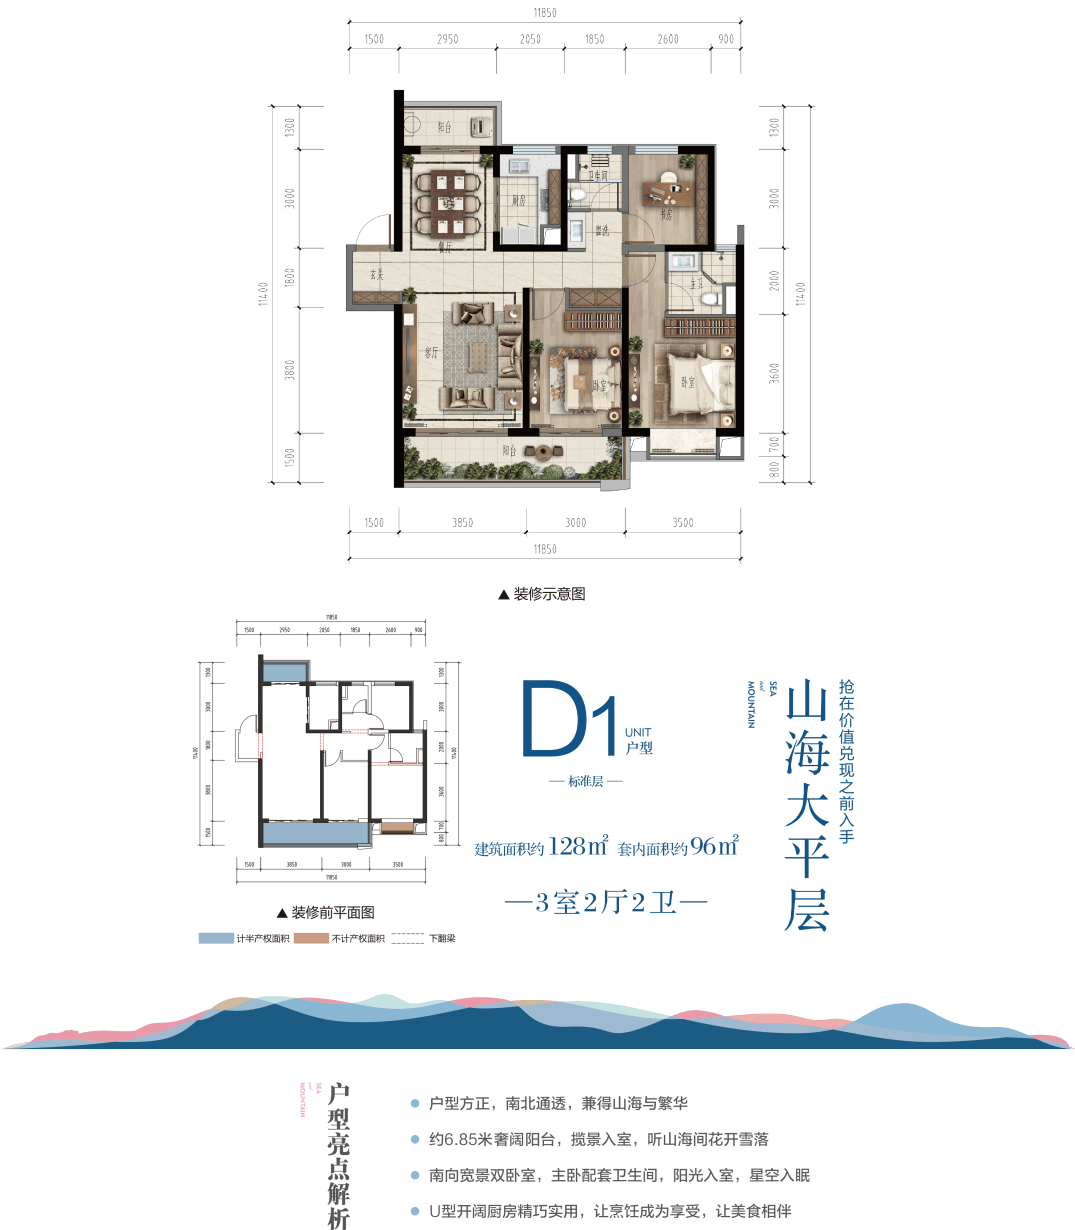 11850
1500 2950 2050 1850 2600 900
1300
3000
1800
3800
1500
11400
1300
3000
2000
3600
700
800
11400
阳台
餐厅
厨房
卫生间
盥洗
书房
玄关
主卫
客厅
卧室
卧室
阳台
1500 3850 3000 3500
11850
▲ 装修示意图
11850
1500 2950 2050 1850 2600 900
1300
3000
1800
3800
1500
11400
1300
3000
2000
3600
700
800
11400
1500 3850 3000 3500
11850
▲ 装修前平面图
计半产权面积 不计产权面积 下翻梁
D1
UNIT
户型
标准层
建筑面积约128㎡ 套内面积约96㎡
3室2厅2卫
抢在价值兑现之前入手
山海大平层
SEA
and
MOUNTAIN
户型亮点解析
SEA
and
MOUNTAIN
户型方正，南北通透，兼得山海与繁华
约6.85米奢阔阳台，揽景入室，听山海间花开雪落
南向宽景双卧室，主卧配套卫生间，阳光入室，星空入眠
U型开阔厨房精巧实用，让烹饪成为享受，让美食相伴